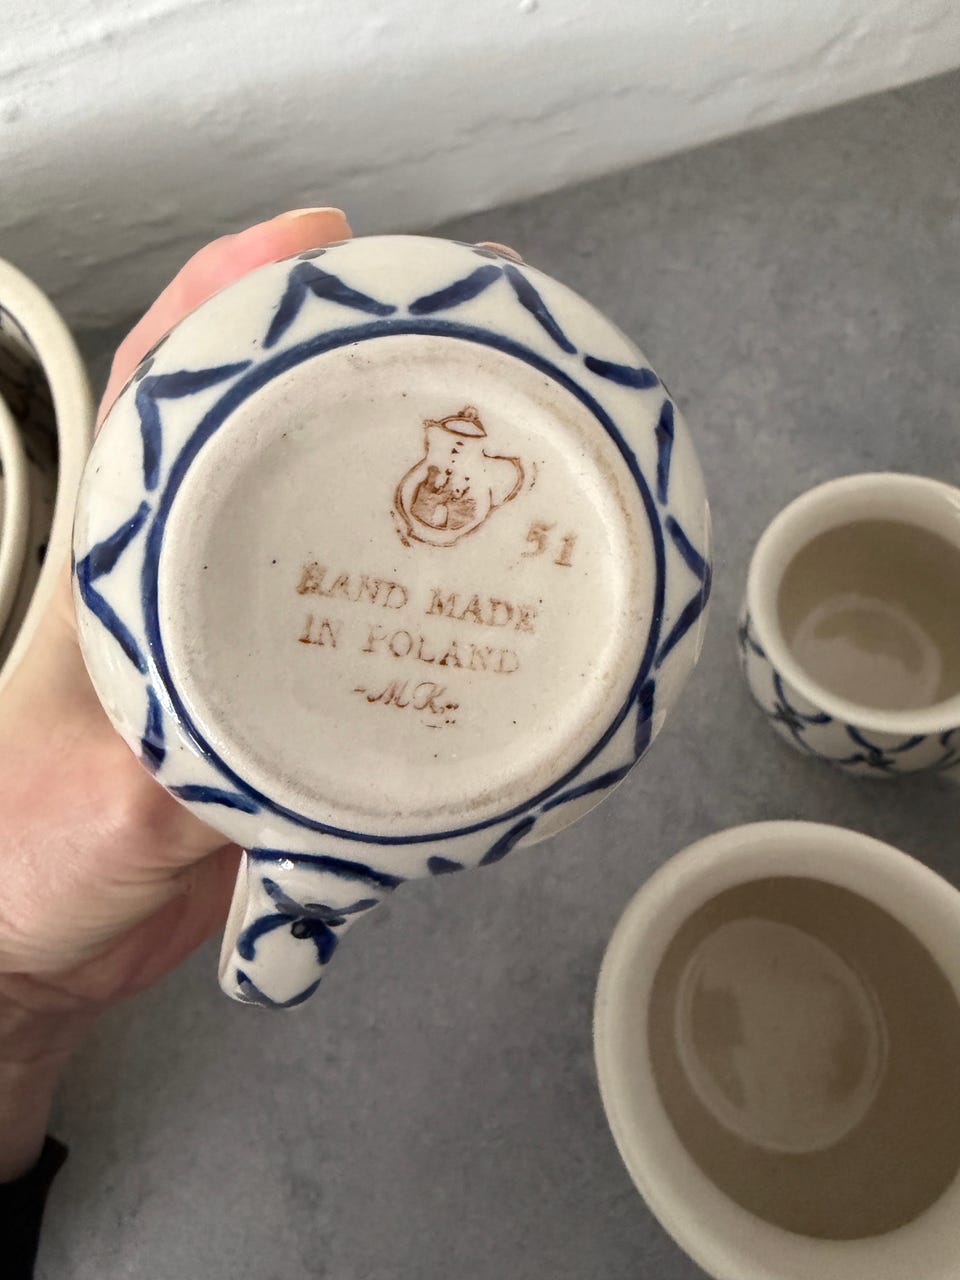 51
HAND MADE
IN POLAND
-MK-